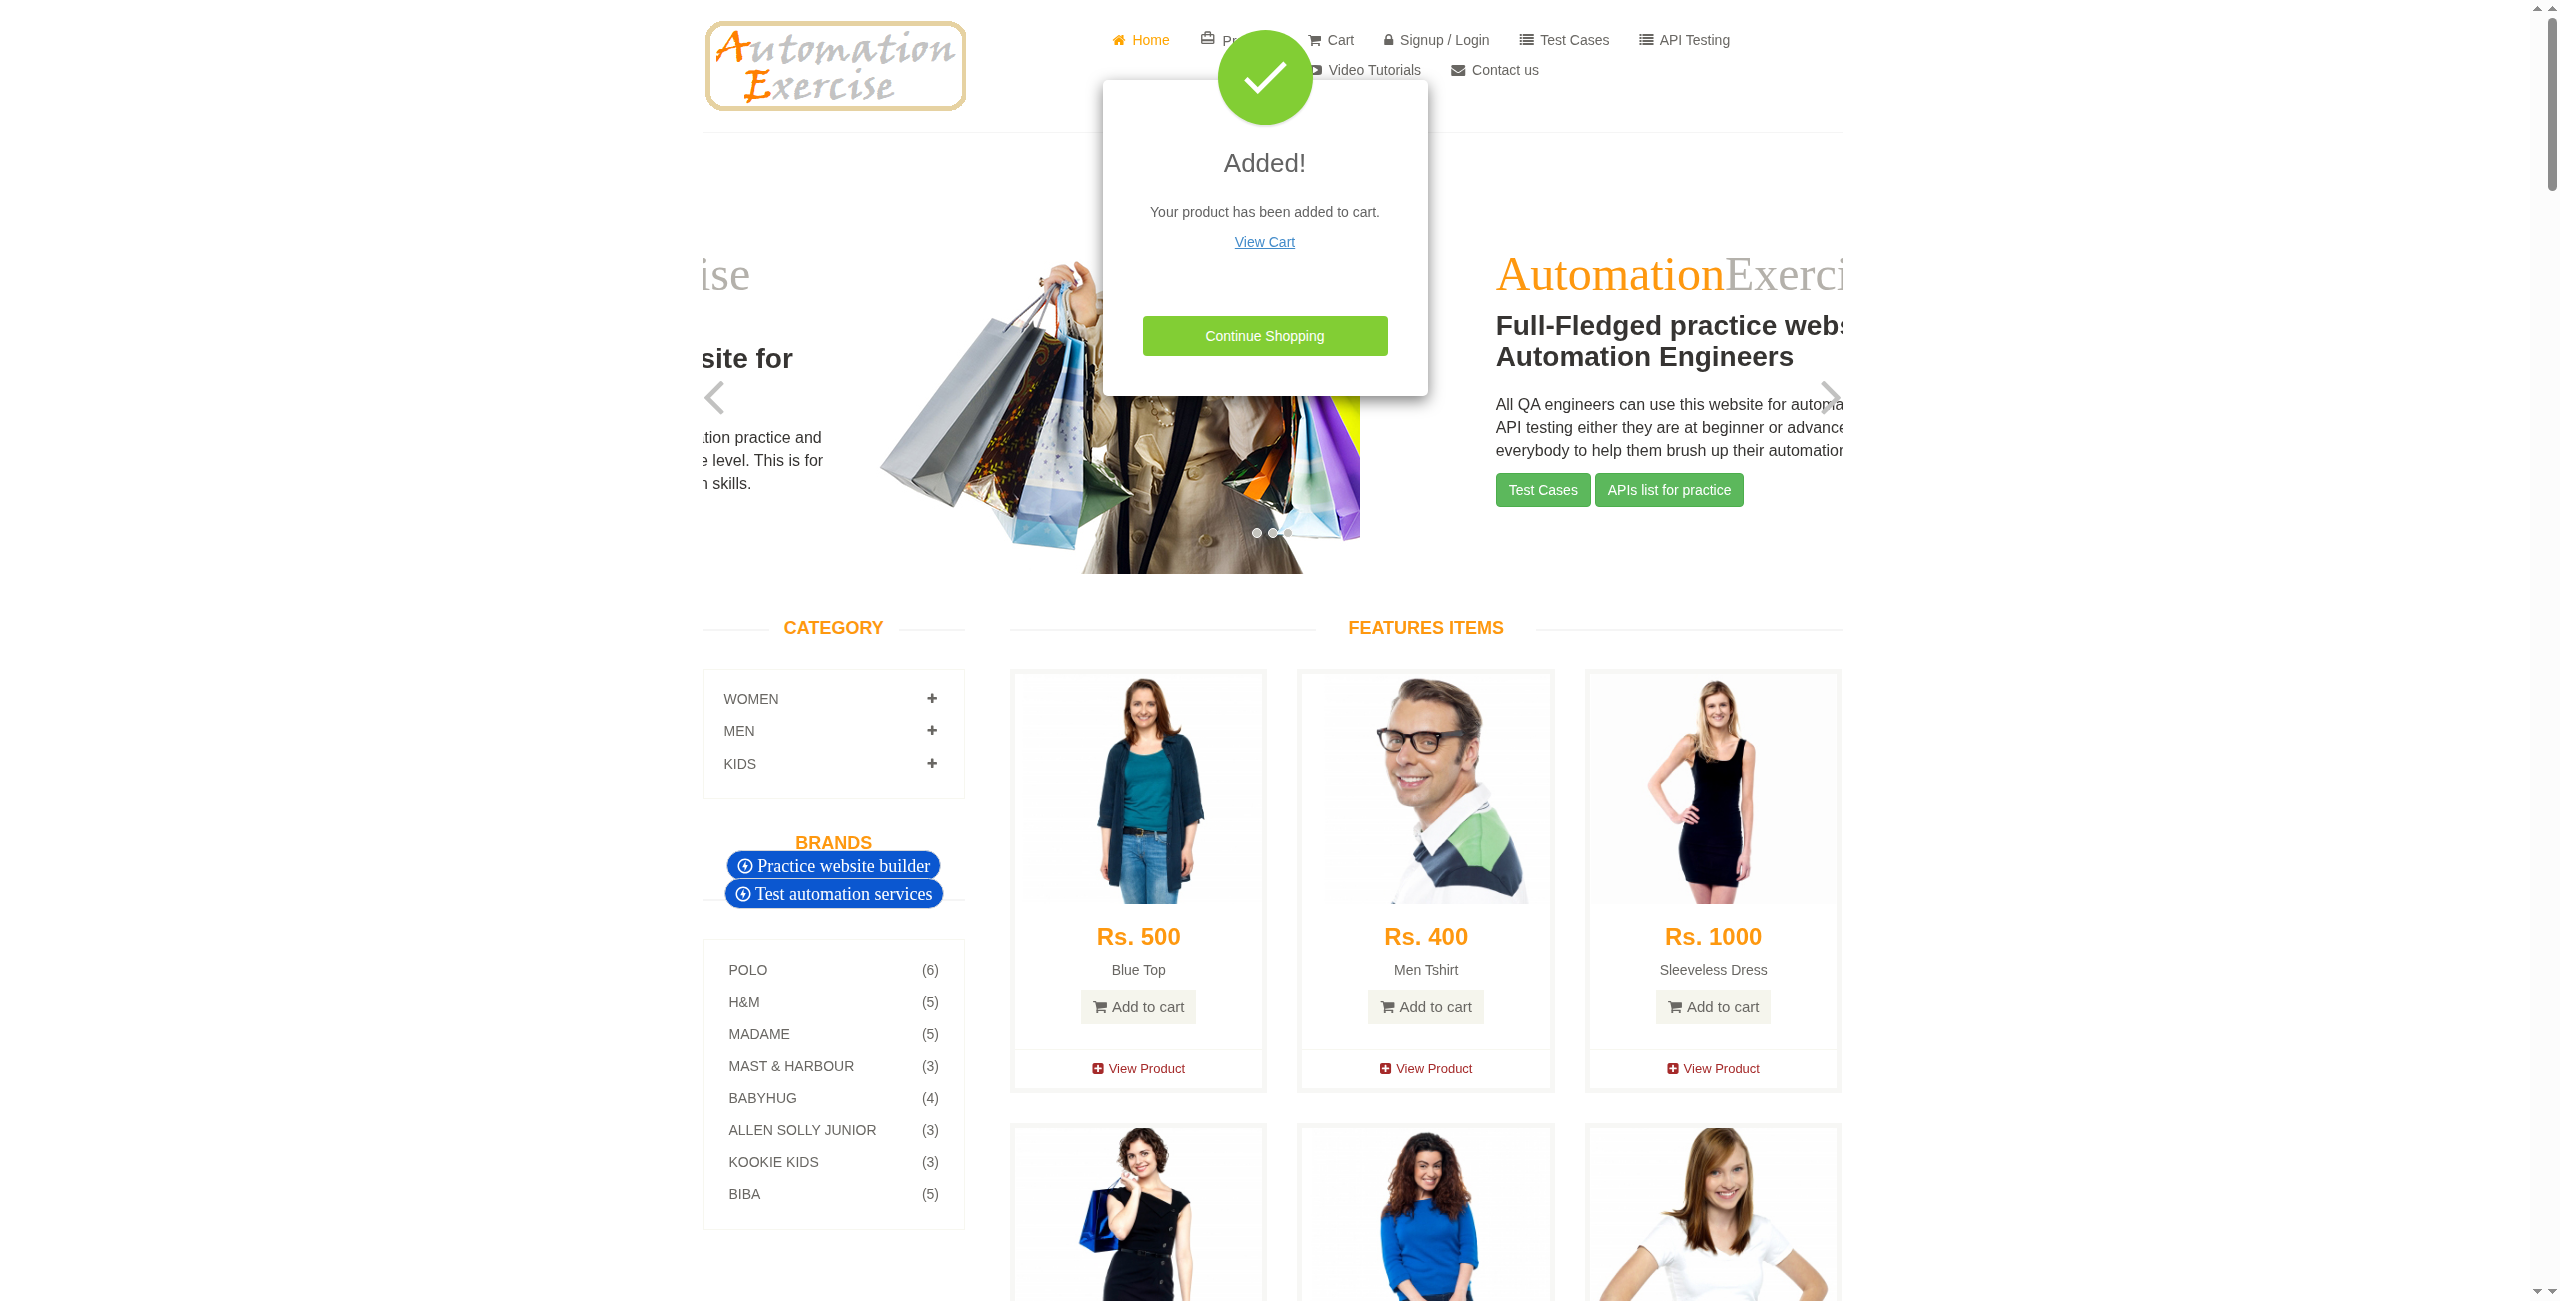 Automation
Exercise
Home
Cart
Signup / Login
Test Cases
API Testing
Video Tutorials
Contact us
Added!
Your product has been added to cart.
View Cart
Continue Shopping
ise
site for
tion practice and
e level. This is for
n skills.
AutomationExerci
Full-Fledged practice webs
Automation Engineers
All QA engineers can use this website for automa
API testing either they are at beginner or advance
everybody to help them brush up their automation
Test Cases
APIs list for practice
CATEGORY
WOMEN
MEN
KIDS
BRANDS
Practice website builder
Test automation services
POLO (6)
H&M (5)
MADAME (5)
MAST & HARBOUR (3)
BABYHUG (4)
ALLEN SOLLY JUNIOR (3)
KOOKIE KIDS (3)
BIBA (5)
FEATURES ITEMS
Rs. 500
Blue Top
Add to cart
View Product
Rs. 400
Men Tshirt
Add to cart
View Product
Rs. 1000
Sleeveless Dress
Add to cart
View Product